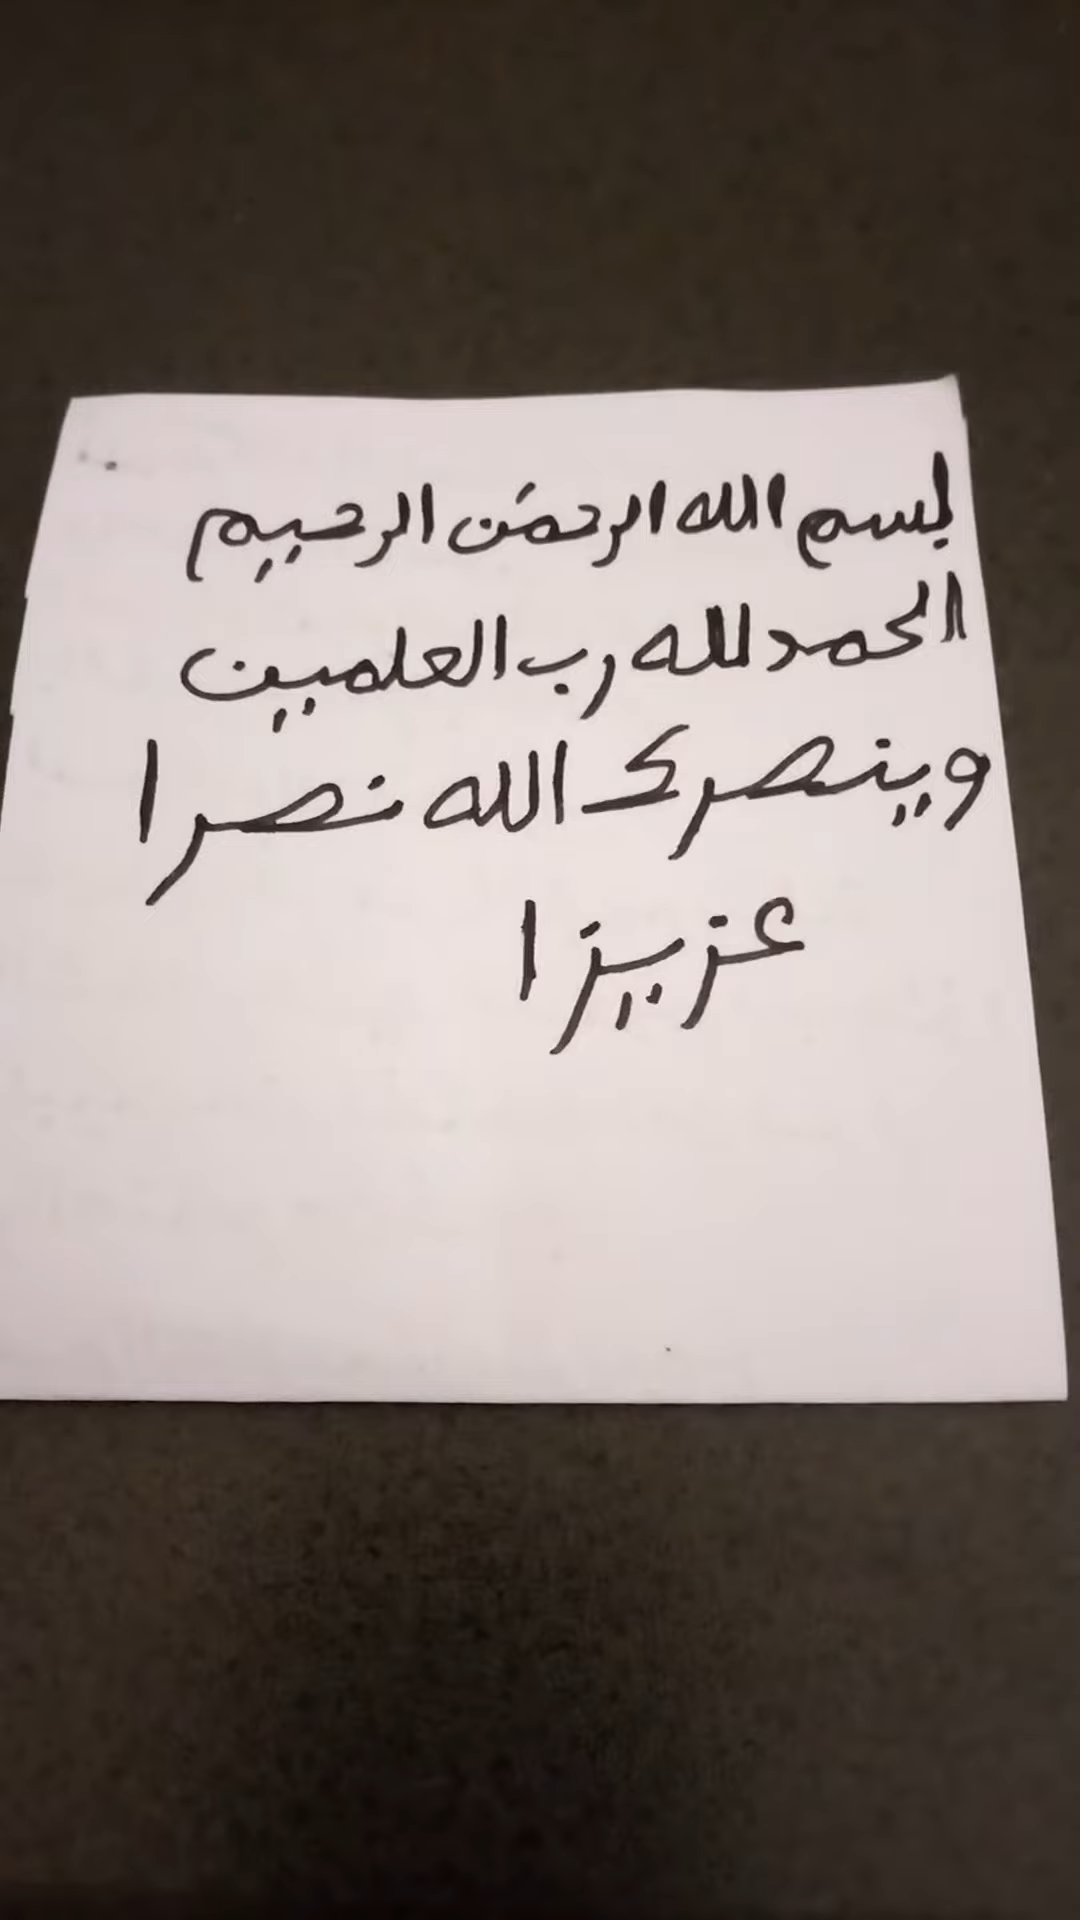 بسم الله الرحمن الرحيم
الحمد لله رب العلمين
وينصرك الله نصرا
عزيزا